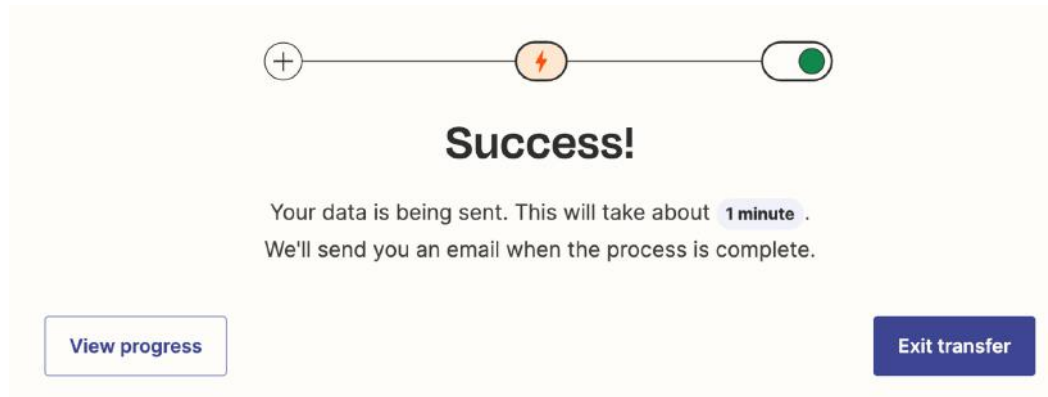 Success!
Your data is being sent. This will take about 1 minute .
We'll send you an email when the process is complete.
View progress
Exit transfer